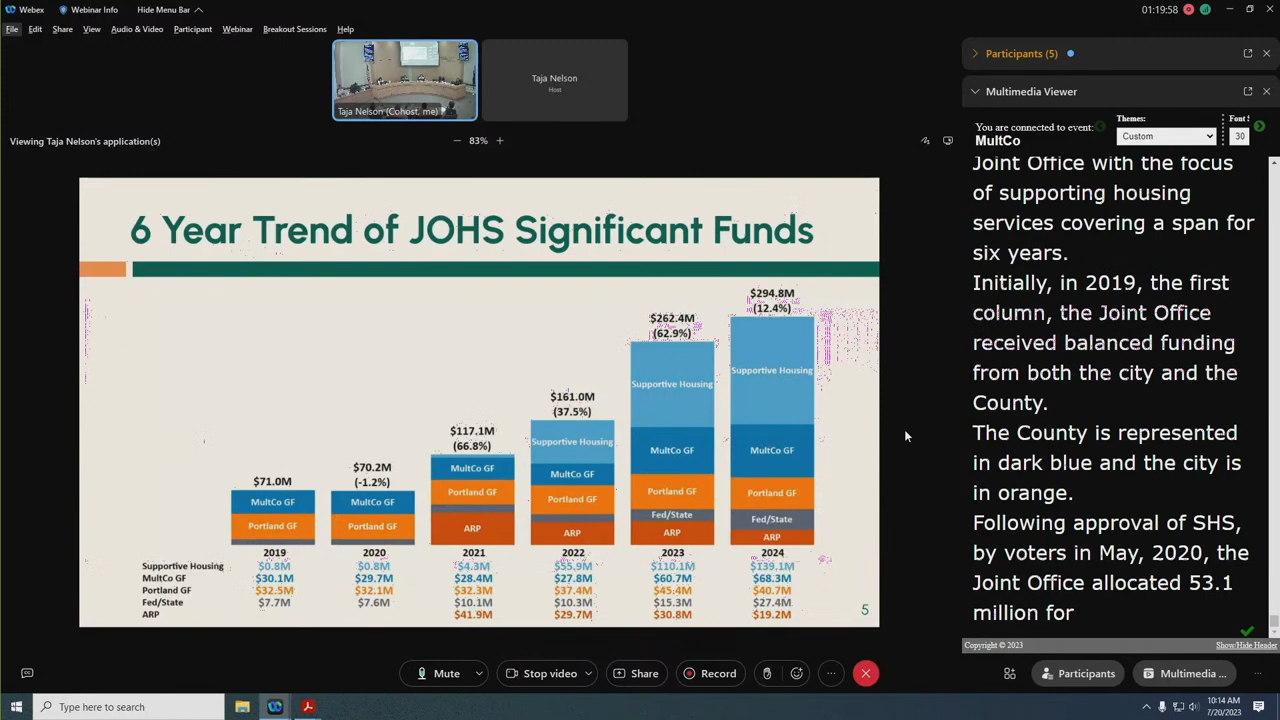 Webex
Webinar Info
Hide Menu Bar
01:19:58
File Edit Share View Audio & Video Participant Webinar Breakout Sessions Help
Taja Nelson (Cohost, me)
Taja Nelson
Host
Viewing Taja Nelson's application(s)
83%
6 Year Trend of JOHS Significant Funds
$71.0M
MultCo GF
Portland GF
$70.2M
(-1.2%)
MultCo GF
Portland GF
$117.1M
(66.8%)
MultCo GF
Portland GF
ARP
$161.0M
(37.5%)
Supportive Housing
MultCo GF
Portland GF
ARP
$262.4M
(62.9%)
Supportive Housing
MultCo GF
Portland GF
Fed/State
ARP
$294.8M
(12.4%)
Supportive Housing
MultCo GF
Portland GF
Fed/State
ARP
2019 2020 2021 2022 2023 2024
Supportive Housing $0.8M $0.8M $4.3M $55.9M $110.1M $139.1M
MultCo GF $30.1M $29.7M $28.4M $27.8M $60.7M $68.3M
Portland GF $32.5M $32.1M $32.3M $37.4M $45.4M $40.7M
Fed/State $7.7M $7.6M $10.1M $10.3M $15.3M $27.4M
ARP $41.9M $29.7M $30.8M $19.2M
5
Participants (5)
Multimedia Viewer
You are connected to event:
MultCo
Themes:
Custom
Font
30
Joint Office with the focus
of supporting housing
services covering a span for
six years.
Initially, in 2019, the first
column, the Joint Office
received balanced funding
from both the city and the
County.
The County is represented
in dark blue and the city is
in orange.
Following approval of SHS,
by voters in May, 2020, the
Joint Office allocated 53.1
million for
Copyright © 2023
Show/Hide Header
Mute
Stop video
Share
Record
Participants
Multimedia ...
Type here to search
10:14 AM
7/20/2023